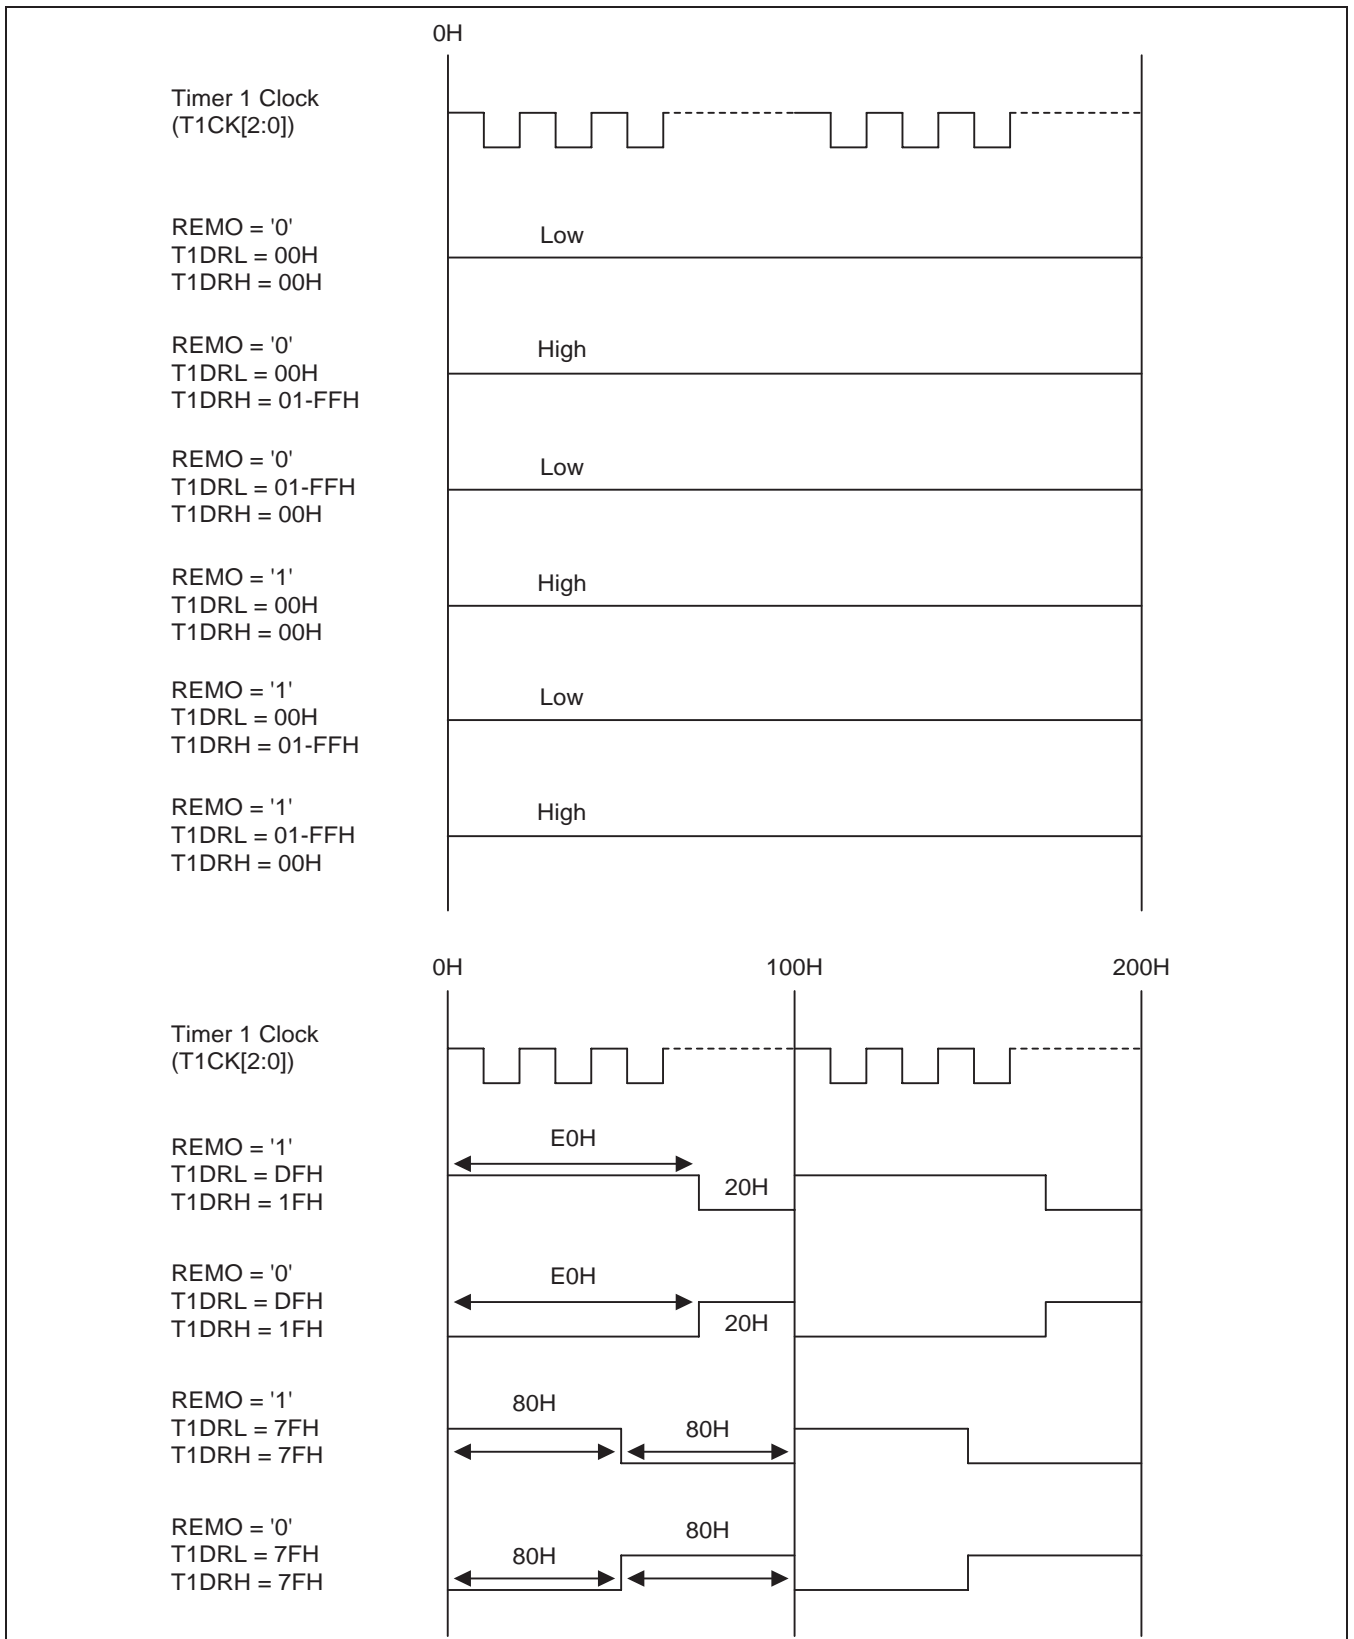 0H
Timer 1 Clock
(T1CK[2:0])
REMO = '0'
T1DRL = 00H
T1DRH = 00H
Low
REMO = '0'
T1DRL = 00H
T1DRH = 01-FFH
High
REMO = '0'
T1DRL = 01-FFH
T1DRH = 00H
Low
REMO = '1'
T1DRL = 00H
T1DRH = 00H
High
REMO = '1'
T1DRL = 00H
T1DRH = 01-FFH
Low
REMO = '1'
T1DRL = 01-FFH
T1DRH = 00H
High
0H 100H 200H
Timer 1 Clock
(T1CK[2:0])
REMO = '1'
T1DRL = DFH
T1DRH = 1FH
E0H
20H
REMO = '0'
T1DRL = DFH
T1DRH = 1FH
E0H
20H
REMO = '1'
T1DRL = 7FH
T1DRH = 7FH
80H
80H
REMO = '0'
T1DRL = 7FH
T1DRH = 7FH
80H
80H